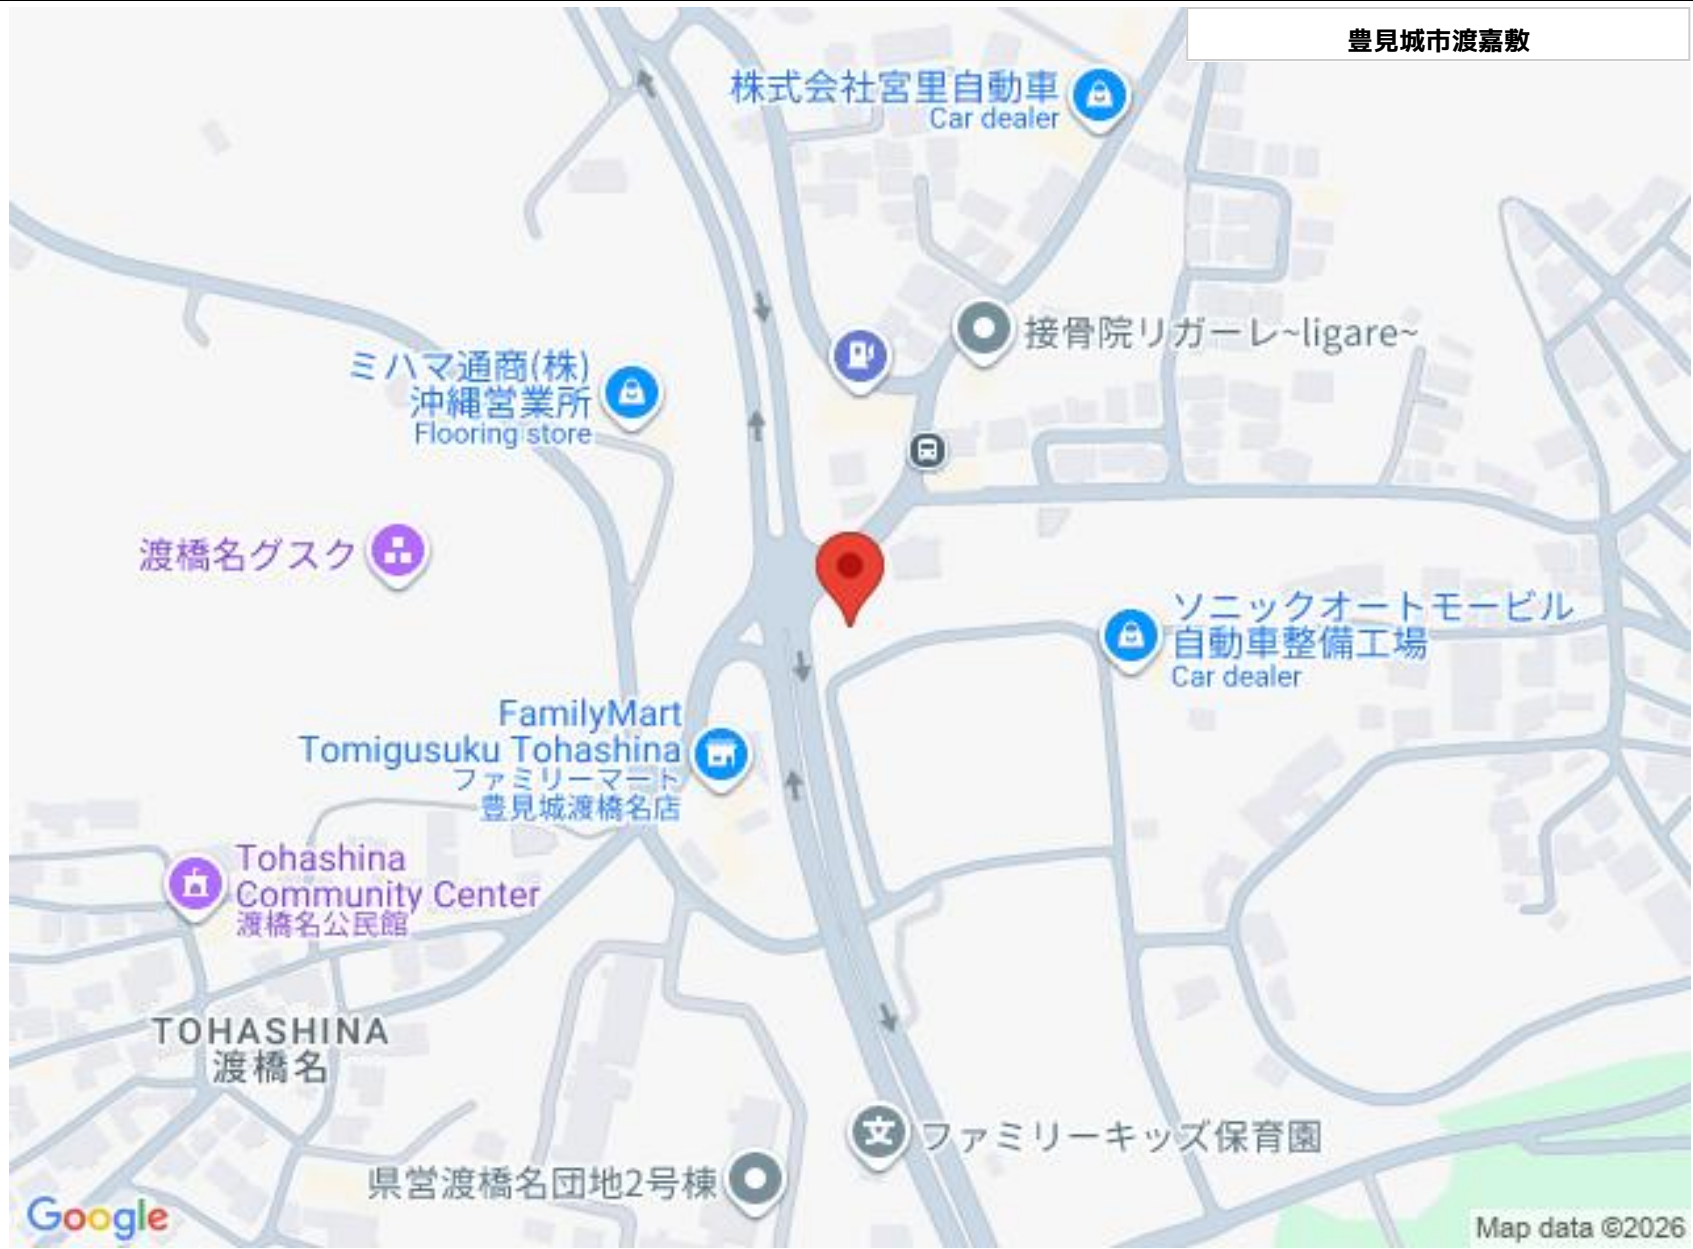 豊見城市渡嘉敷
株式会社宮里自動車
Car dealer
接骨院リガーレ~ligare~
ミハマ通商(株)
沖縄営業所
Flooring store
渡橋名グスク
ソニックオートモービル
自動車整備工場
Car dealer
FamilyMart
Tomigusuku Tohashina
ファミリーマート
豊見城渡橋名店
Tohashina
Community Center
渡橋名公民館
TOHASHINA
渡橋名
ファミリーキッズ保育園
文
県営渡橋名団地2号棟
Google
Map data ©2026